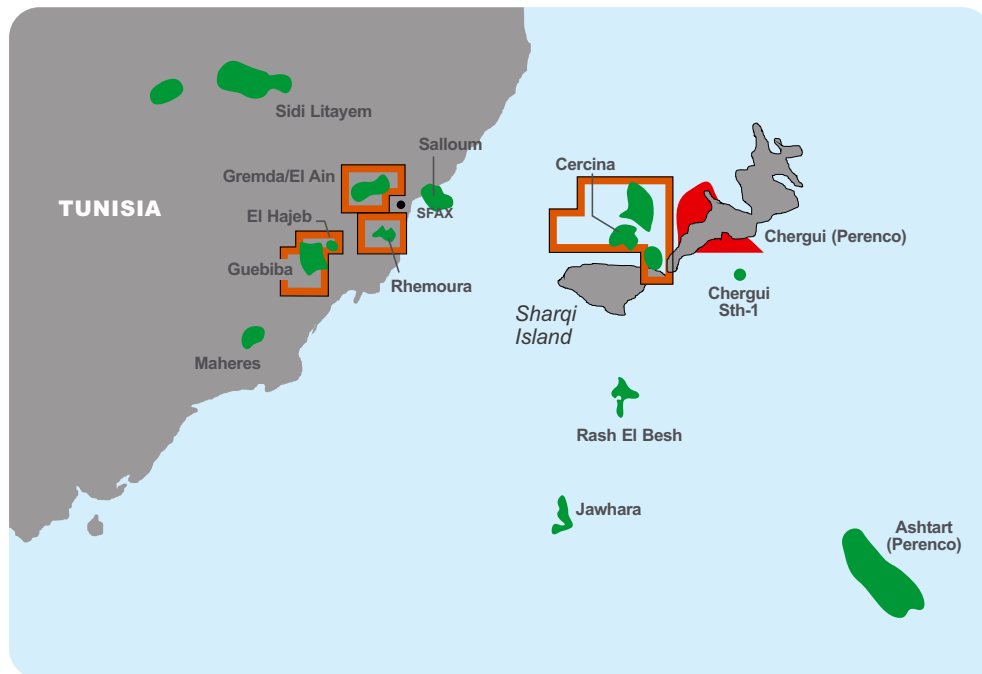 Sidi Litayem
Salloum
Cercina
Gremda/El Ain
TUNISIA
SFAX
El Hajeb
Chergui (Perenco)
Guebiba
Rhemoura
Chergui
Sth-1
Sharqi
Island
Maheres
Rash El Besh
Jawhara
Ashtart
(Perenco)